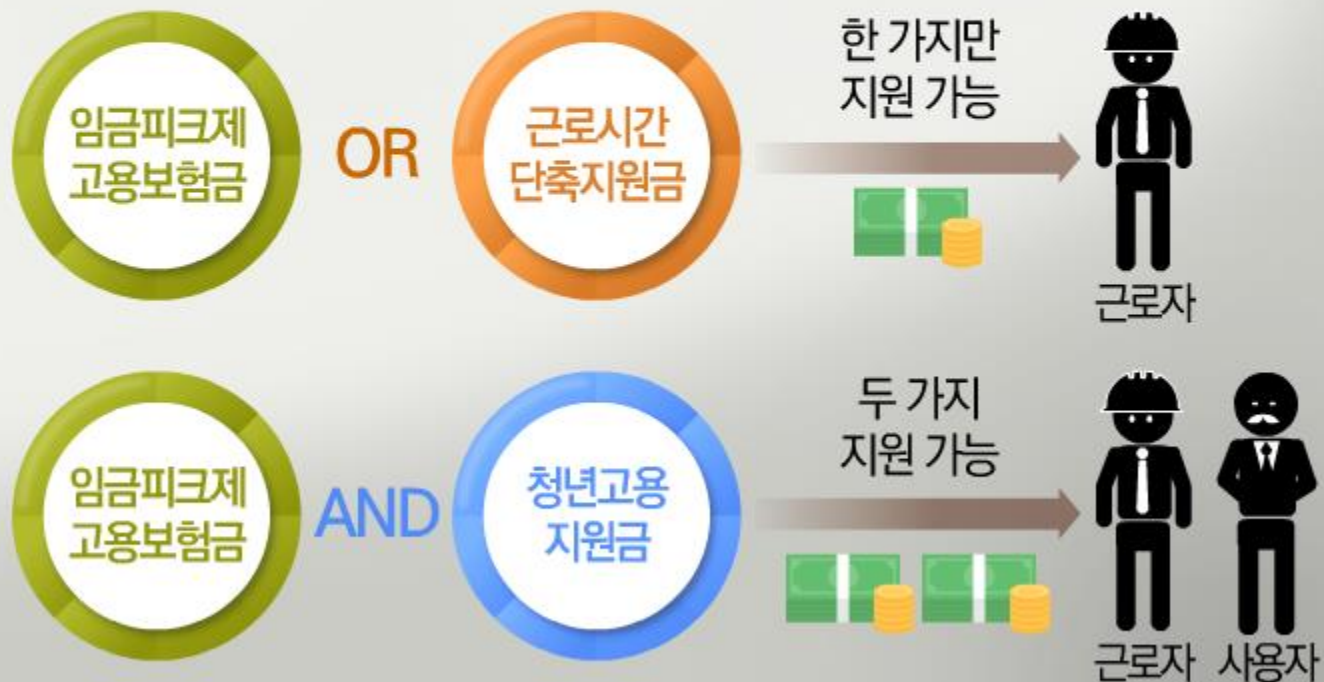 임금피크제
고용보험금
OR
근로시간
단축지원금
한 가지만
지원 가능
근로자
임금피크제
고용보험금
AND
청년고용
지원금
두 가지
지원 가능
근로자
사용자